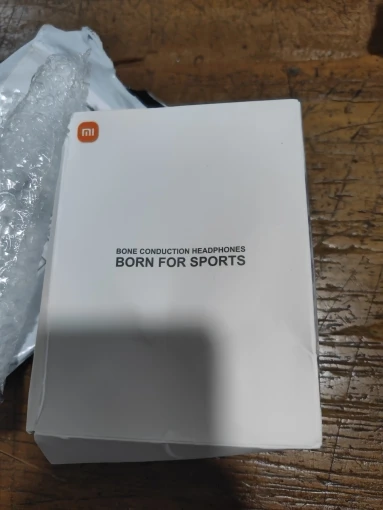 mi
BONE CONDUCTION HEADPHONES
BORN FOR SPORTS